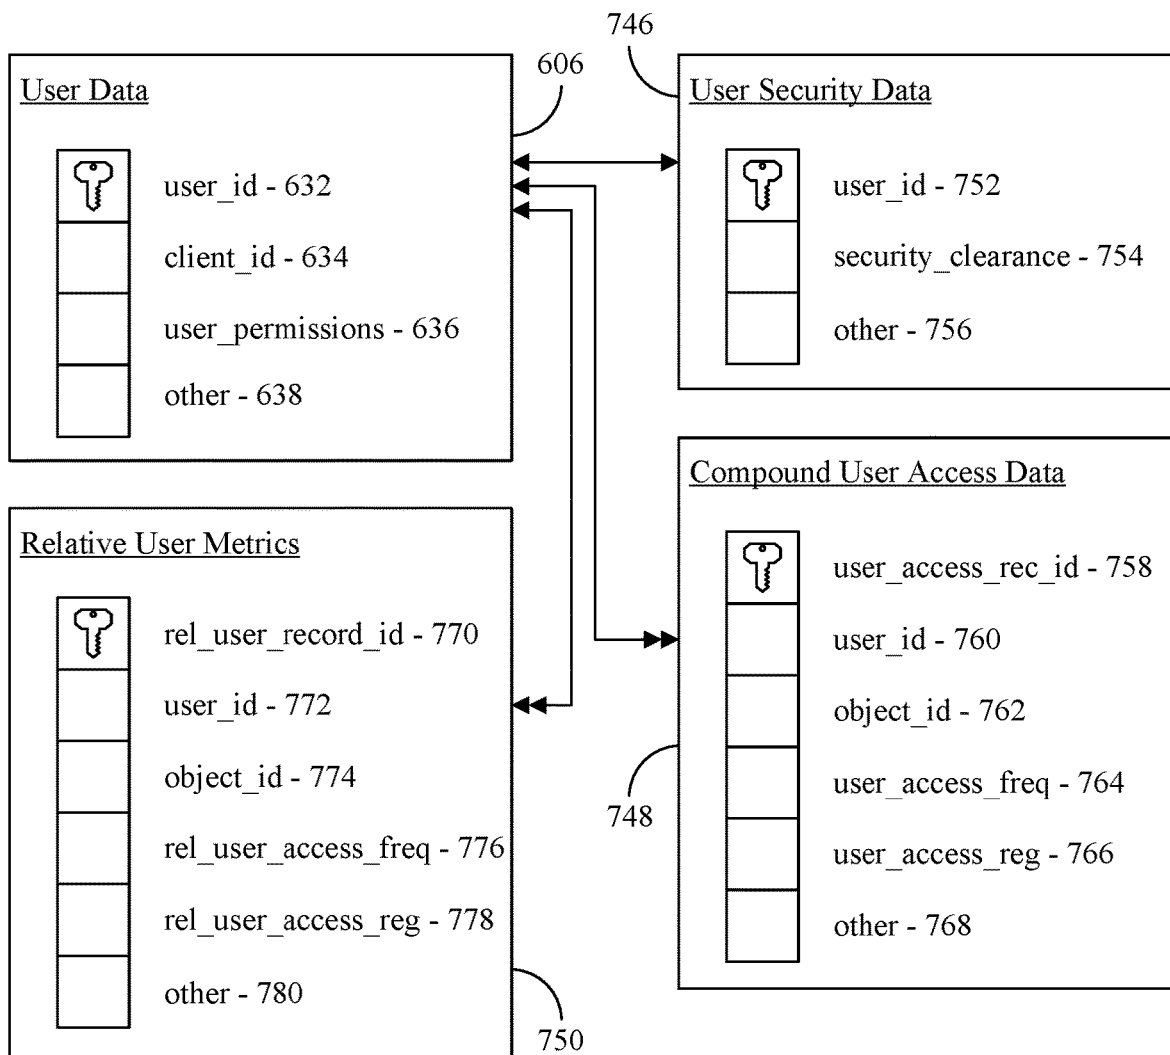 746
606
User Data
user_id - 632
client_id - 634
user_permissions - 636
other - 638
User Security Data
user_id - 752
security_clearance - 754
other - 756
Relative User Metrics
rel_user_record_id - 770
user_id - 772
object_id - 774
rel_user_access_freq - 776
rel_user_access_reg - 778
other - 780
750
Compound User Access Data
user_access_rec_id - 758
user_id - 760
object_id - 762
user_access_freq - 764
user_access_reg - 766
other - 768
748